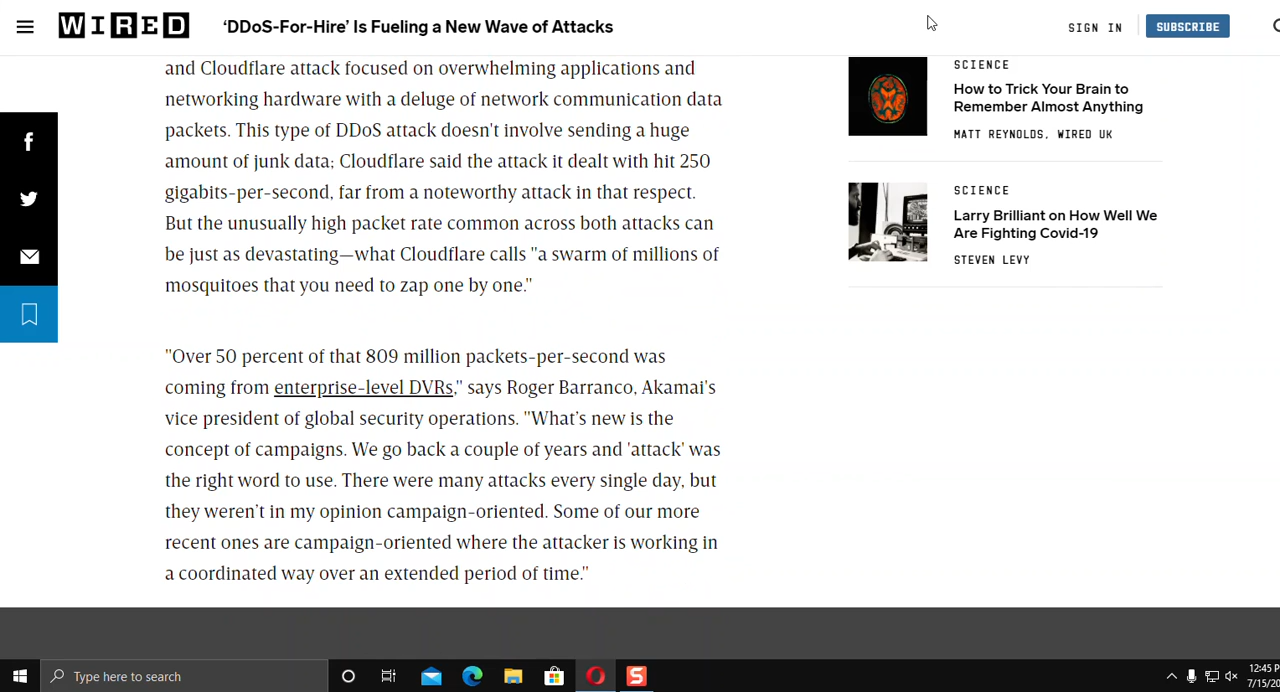 WIRED
'DDoS-For-Hire' Is Fueling a New Wave of Attacks
SIGN IN
SUBSCRIBE
and Cloudflare attack focused on overwhelming applications and
networking hardware with a deluge of network communication data
packets. This type of DDoS attack doesn't involve sending a huge
amount of junk data; Cloudflare said the attack it dealt with hit 250
gigabits-per-second, far from a noteworthy attack in that respect.
But the unusually high packet rate common across both attacks can
be just as devastating—what Cloudflare calls "a swarm of millions of
mosquitoes that you need to zap one by one."
"Over 50 percent of that 809 million packets-per-second was
coming from enterprise-level DVRs," says Roger Barranco, Akamai's
vice president of global security operations. "What's new is the
concept of campaigns. We go back a couple of years and 'attack' was
the right word to use. There were many attacks every single day, but
they weren't in my opinion campaign-oriented. Some of our more
recent ones are campaign-oriented where the attacker is working in
a coordinated way over an extended period of time."
SCIENCE
How to Trick Your Brain to
Remember Almost Anything
MATT REYNOLDS, WIRED UK
SCIENCE
Larry Brilliant on How Well We
Are Fighting Covid-19
STEVEN LEVY
Type here to search
S
12:45 P
7/15/20